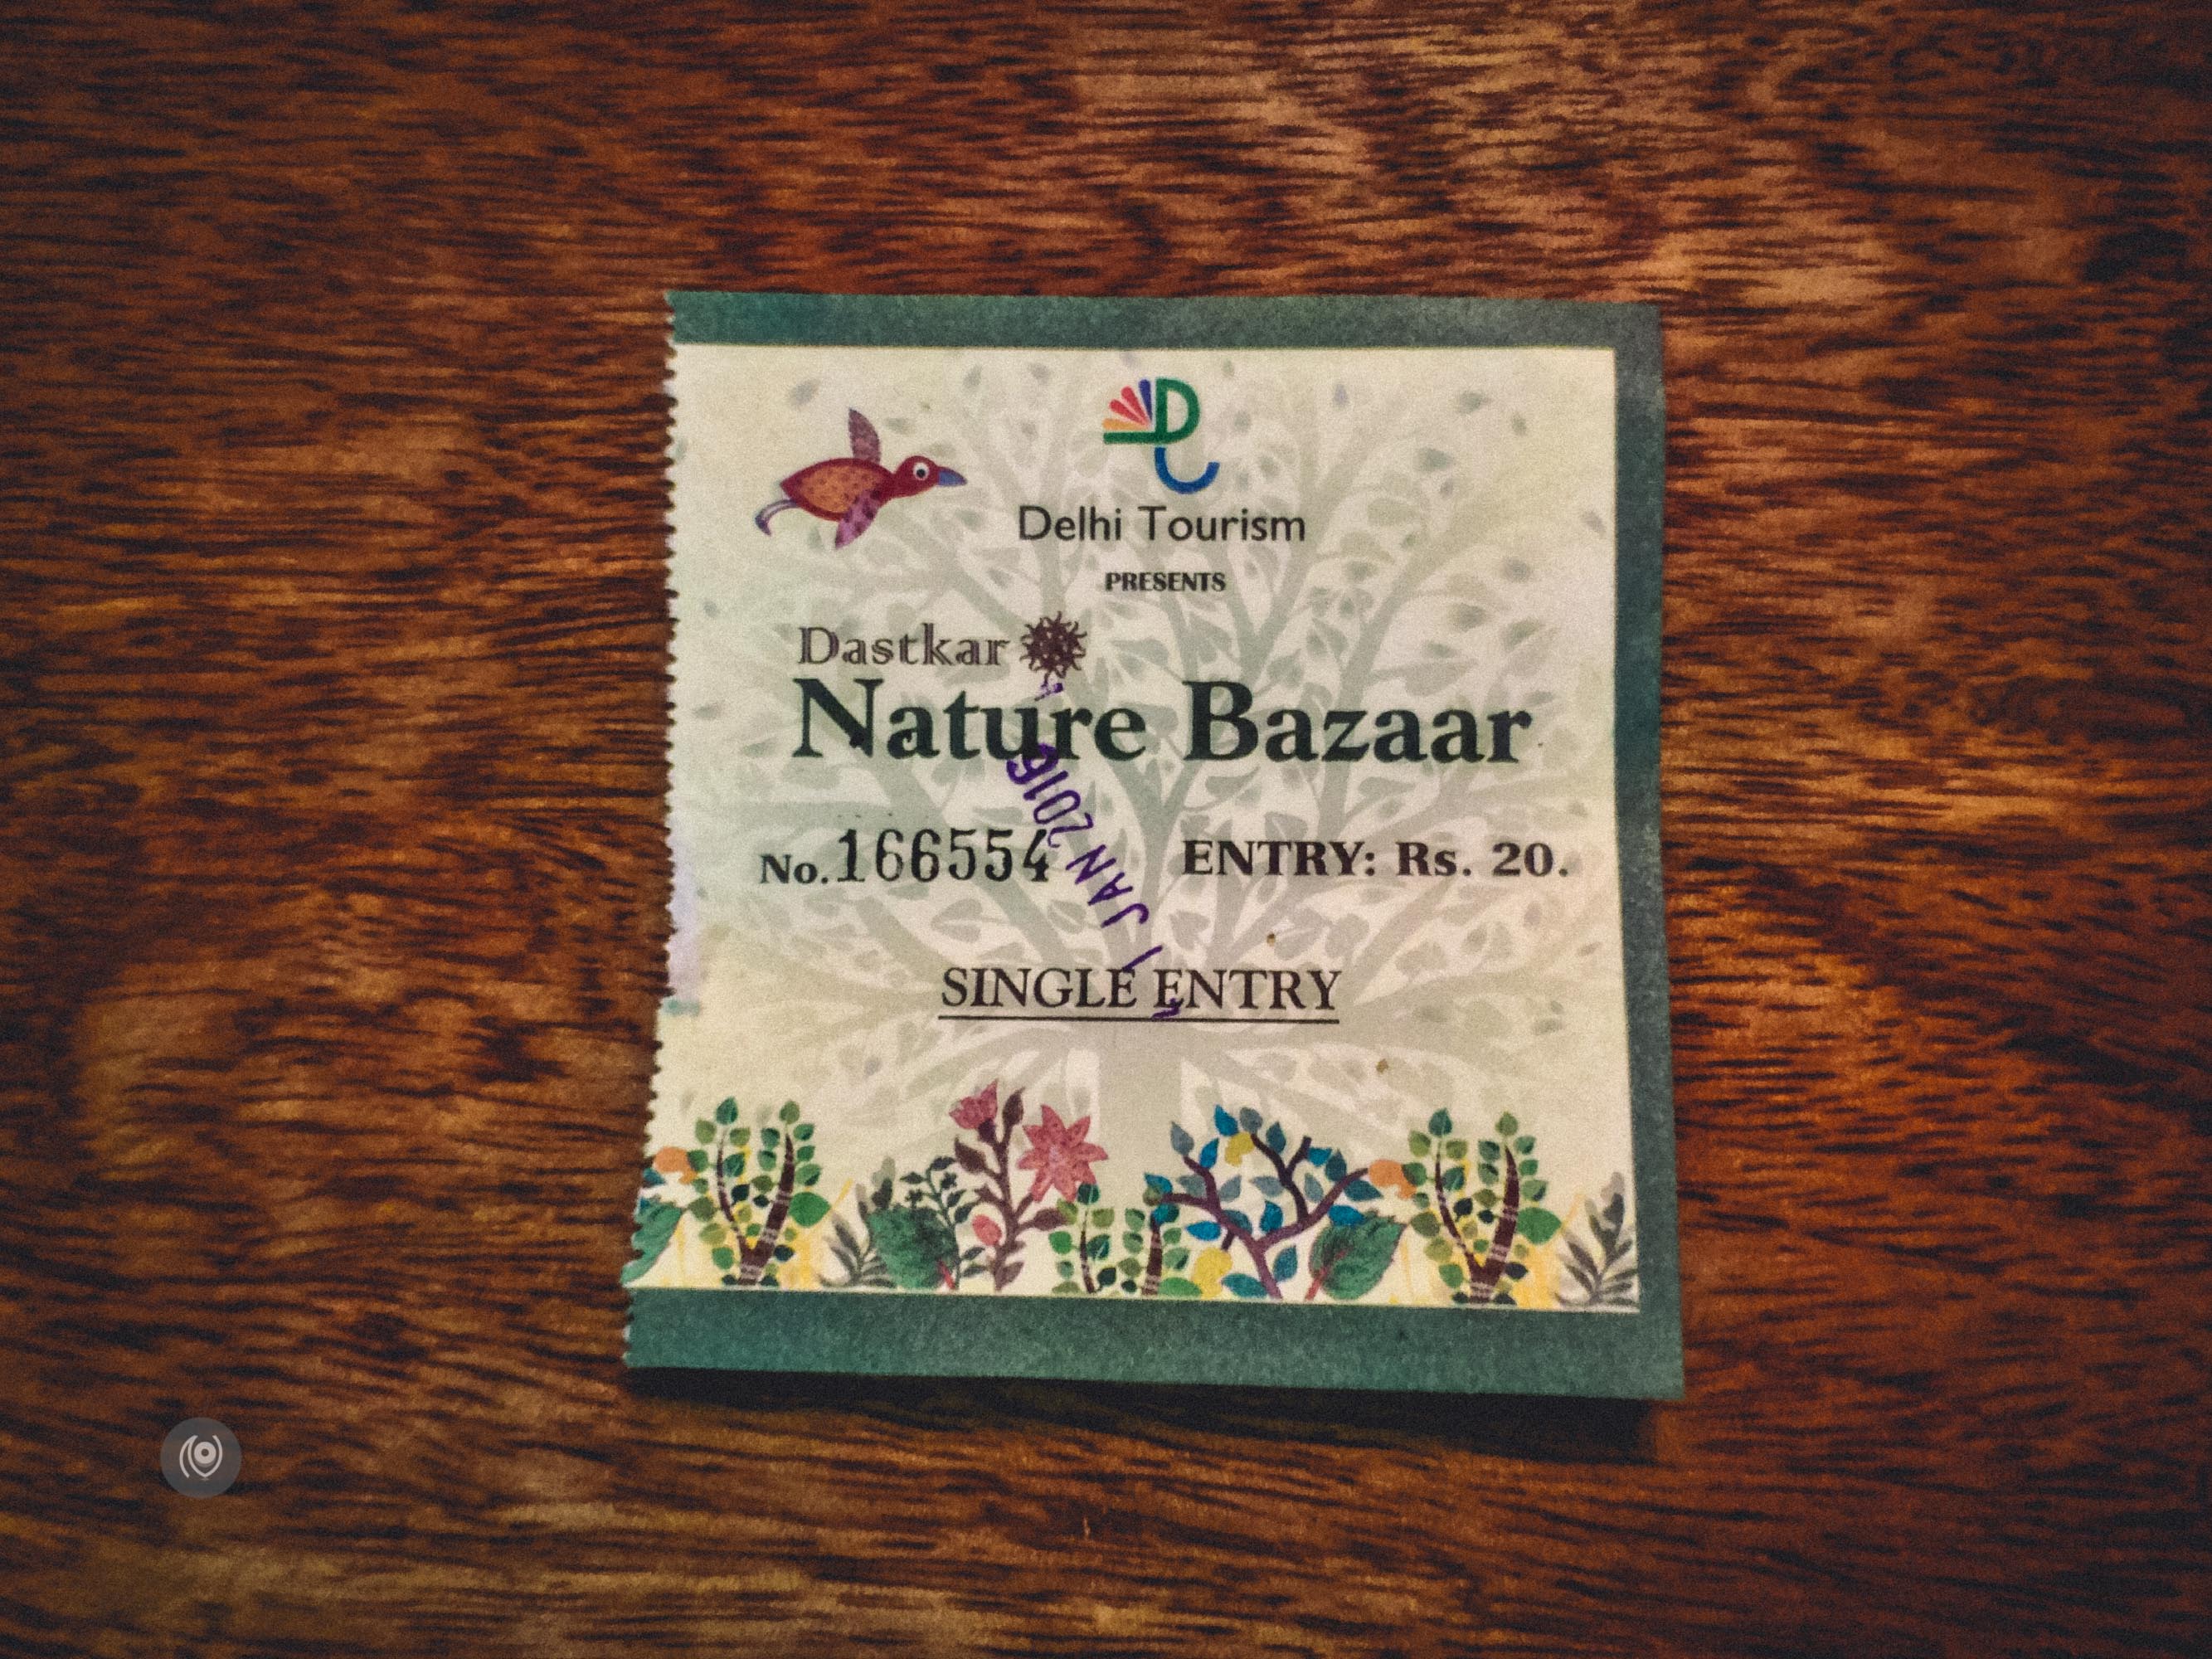 Delhi Tourism
PRESENTS
Dastkar
Nature Bazaar
No.166554 ENTRY: Rs. 20.
JAN 2016
SINGLE ENTRY